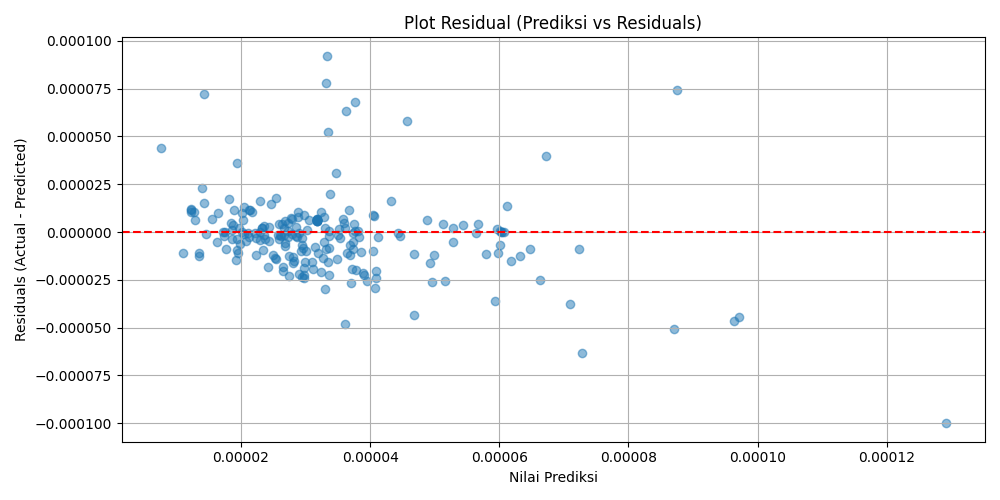 Plot Residual (Prediksi vs Residuals)
Residuals (Actual - Predicted)
0.000100
0.000075
0.000050
0.000025
0.000000
−0.000025
−0.000050
−0.000075
−0.000100
0.00002 0.00004 0.00006 0.00008 0.00010 0.00012
Nilai Prediksi